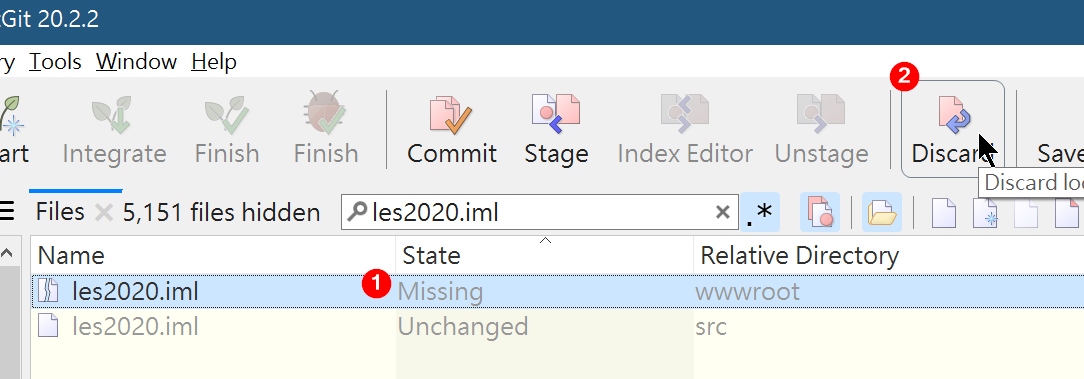 Git 20.2.2
ry Tools Window Help
2
art Integrate Finish Finish Commit Stage Index Editor Unstage Discard Save
Discard loc
Files 5,151 files hidden les2020.iml .*
Name State Relative Directory
les2020.iml 1 Missing wwwroot
les2020.iml Unchanged src